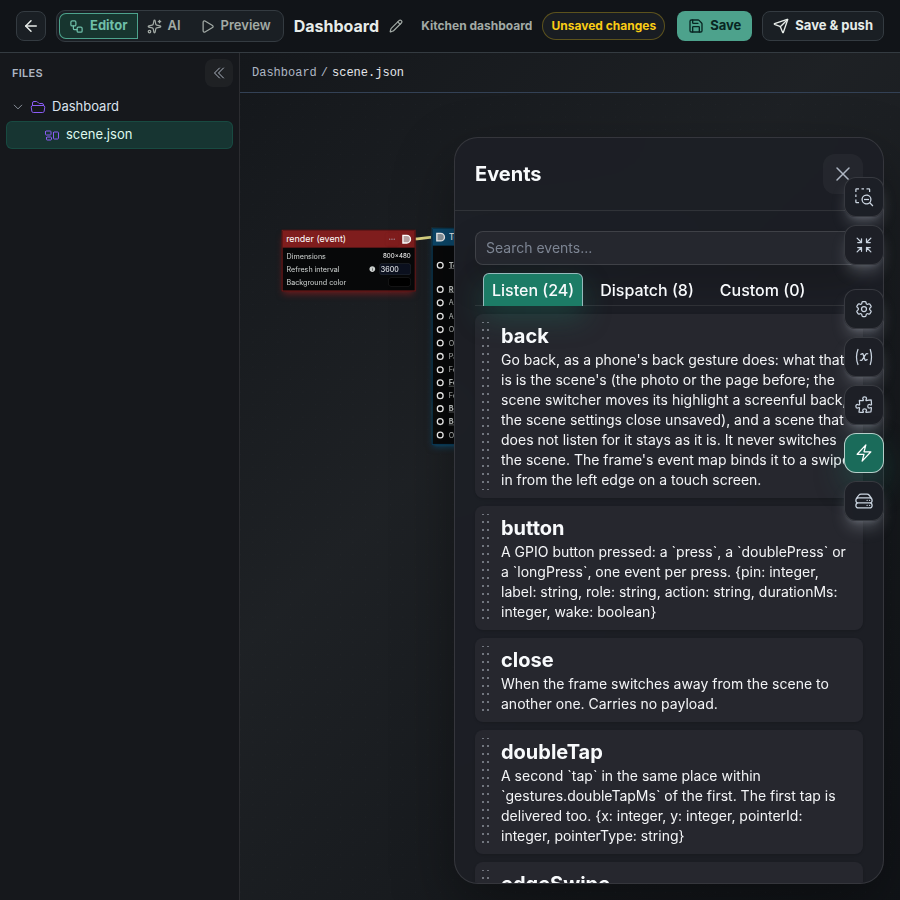 Editor AI Preview Dashboard Kitchen dashboard Unsaved changes Save Save & push
FILES
Dashboard
scene.json
Dashboard / scene.json
render (event)
Dimensions 800×480
Refresh interval 3600
Background color
Events
Search events...
Listen (24) Dispatch (8) Custom (0)
back
Go back, as a phone's back gesture does: what that
is is the scene's (the photo or the page before; the
scene switcher moves its highlight a screenful back,
the scene settings close unsaved), and a scene that
does not listen for it stays as it is. It never switches
the scene. The frame's event map binds it to a swipe
in from the left edge on a touch screen.
button
A GPIO button pressed: a `press`, a `doublePress` or
a `longPress`, one event per press. {pin: integer,
label: string, role: string, action: string, durationMs:
integer, wake: boolean}
close
When the frame switches away from the scene to
another one. Carries no payload.
doubleTap
A second `tap` in the same place within
`gestures.doubleTapMs` of the first. The first tap is
delivered too. {x: integer, y: integer, pointerId:
integer, pointerType: string}
edgeSwipe